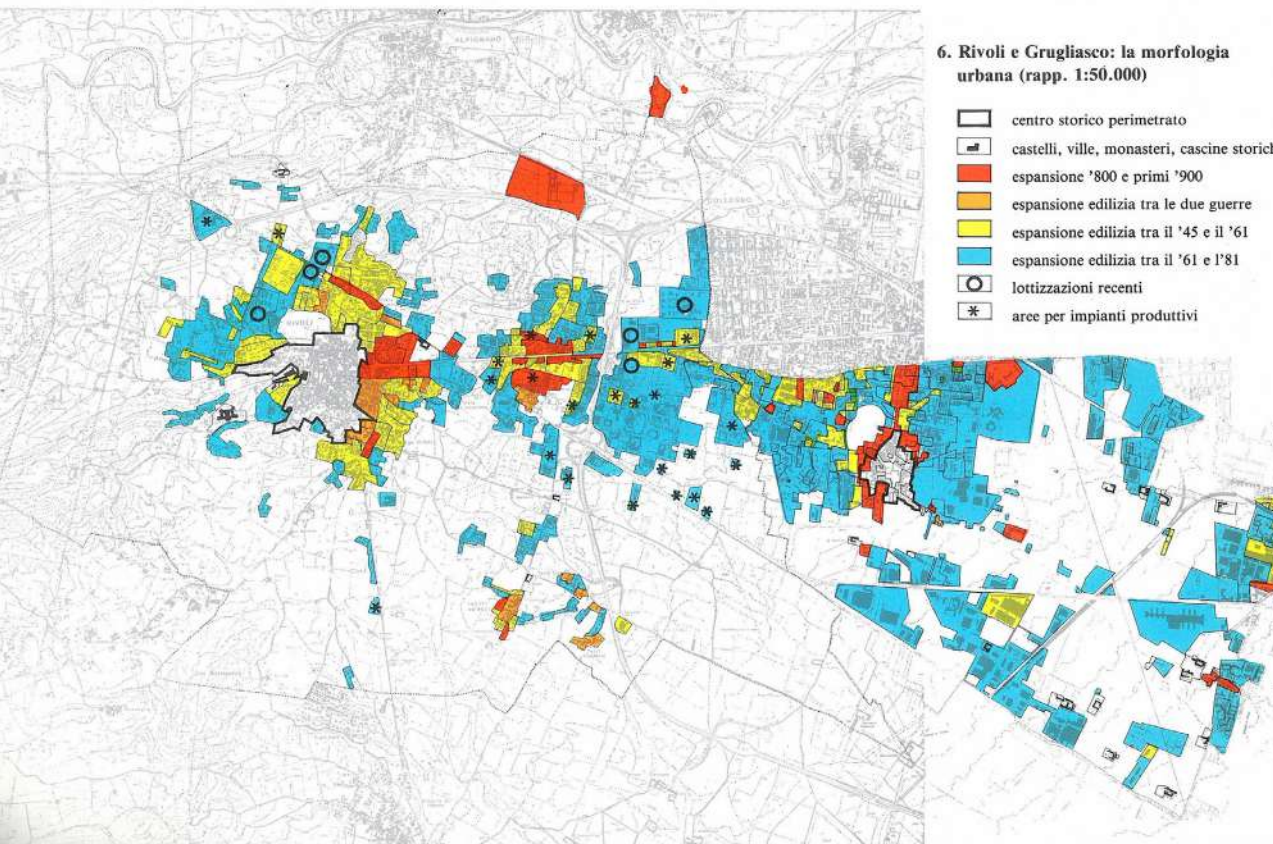 ALPIGNANO
6. Rivoli e Grugliasco: la morfologia
urbana (rapp. 1:50.000)
centro storico perimetrato
castelli, ville, monasteri, cascine storich
espansione '800 e primi '900
espansione edilizia tra le due guerre
espansione edilizia tra il '45 e il '61
espansione edilizia tra il '61 e l'81
lottizzazioni recenti
aree per impianti produttivi
RIVOLI